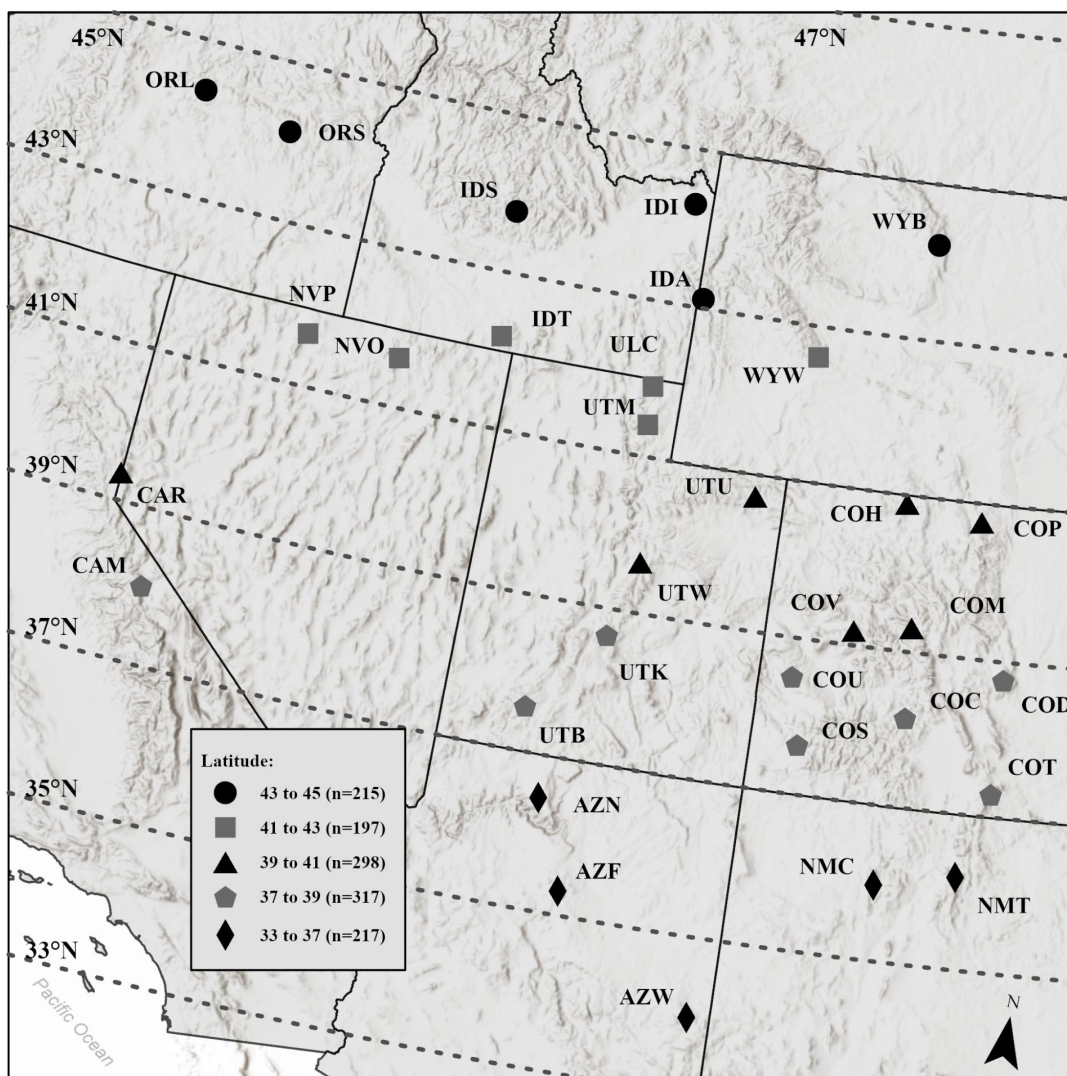 45°N
47°N
ORL
ORS
43°N
IDS
IDI
WYB
IDA
41°N
NVP
IDT
NVO
ULC
WYW
UTM
39°N
CAR
UTU
COH
COP
CAM
UTW
COV
COM
37°N
UTK
COU
COC
COD
UTB
COS
COT
Latitude:
43 to 45 (n=215)
41 to 43 (n=197)
39 to 41 (n=298)
37 to 39 (n=317)
33 to 37 (n=217)
35°N
AZN
AZF
NMC
NMT
33°N
AZW
Pacific Ocean
N